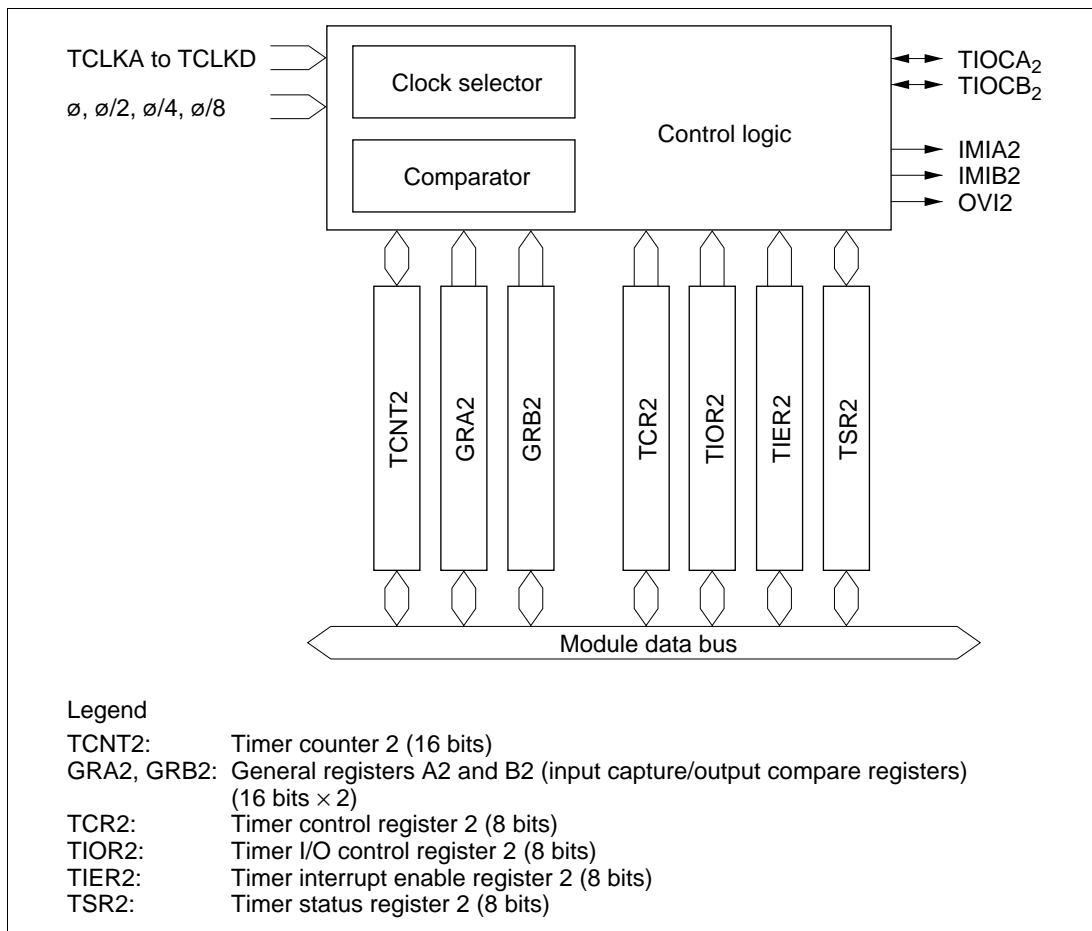 TCLKA to TCLKD
ø, ø/2, ø/4, ø/8
Clock selector
Comparator
Control logic
TIOCA₂
TIOCB₂
IMIA2
IMIB2
OVI2
TCNT2
GRA2
GRB2
TCR2
TIOR2
TIER2
TSR2
Module data bus
Legend
TCNT2: Timer counter 2 (16 bits)
GRA2, GRB2: General registers A2 and B2 (input capture/output compare registers)
(16 bits × 2)
TCR2: Timer control register 2 (8 bits)
TIOR2: Timer I/O control register 2 (8 bits)
TIER2: Timer interrupt enable register 2 (8 bits)
TSR2: Timer status register 2 (8 bits)